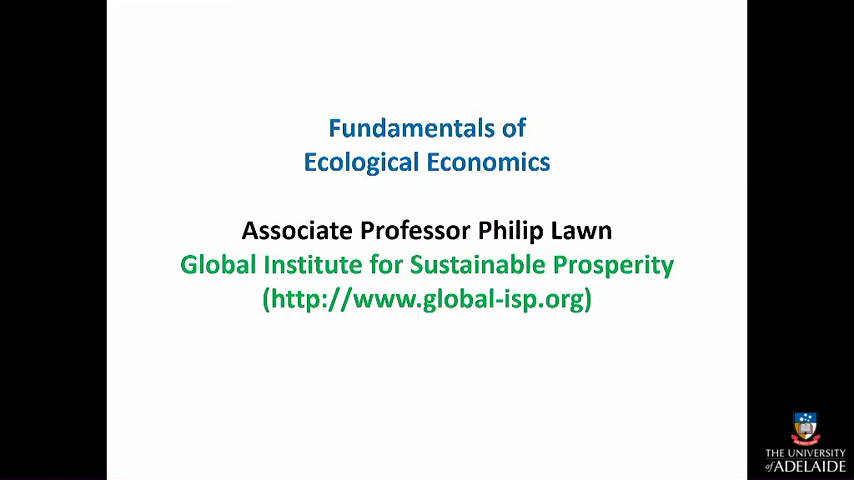 Fundamentals of
Ecological Economics
Associate Professor Philip Lawn
Global Institute for Sustainable Prosperity
(http://www.global-isp.org)
THE UNIVERSITY
of ADELAIDE